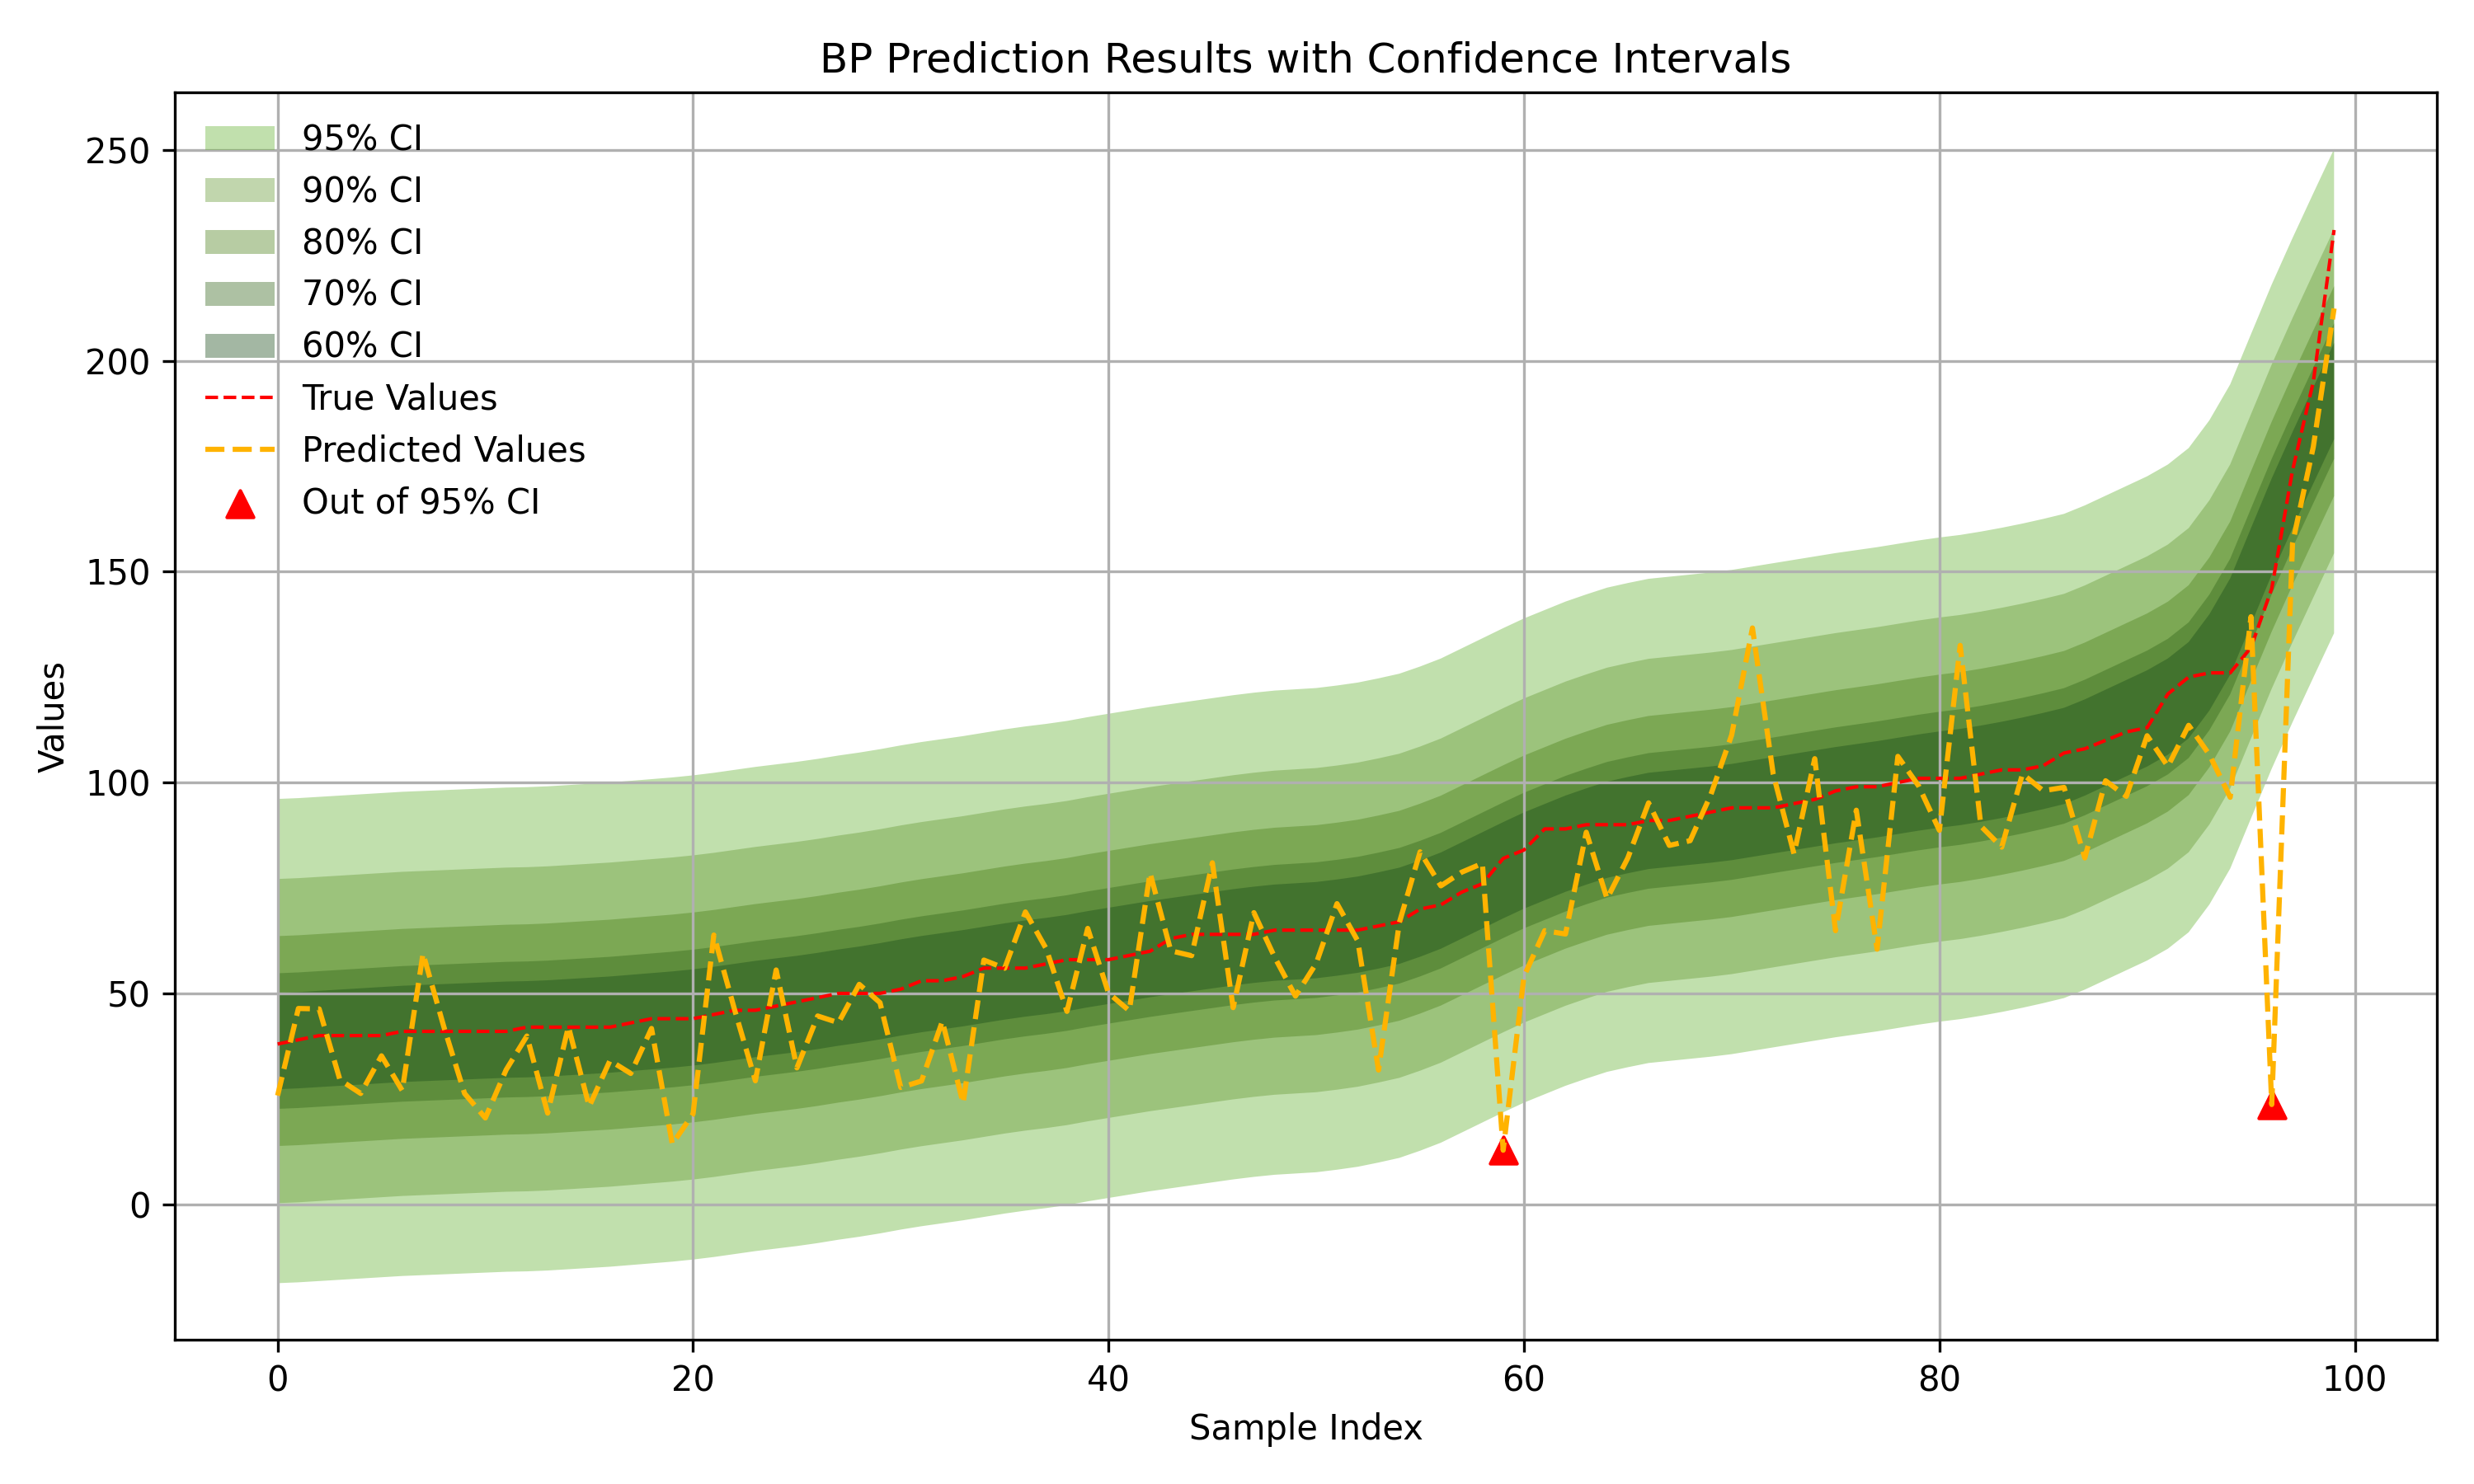 BP Prediction Results with Confidence Intervals
95% CI
90% CI
80% CI
70% CI
60% CI
True Values
Predicted Values
Out of 95% CI
250
200
150
100
50
0
Values
0 20 40 60 80 100
Sample Index